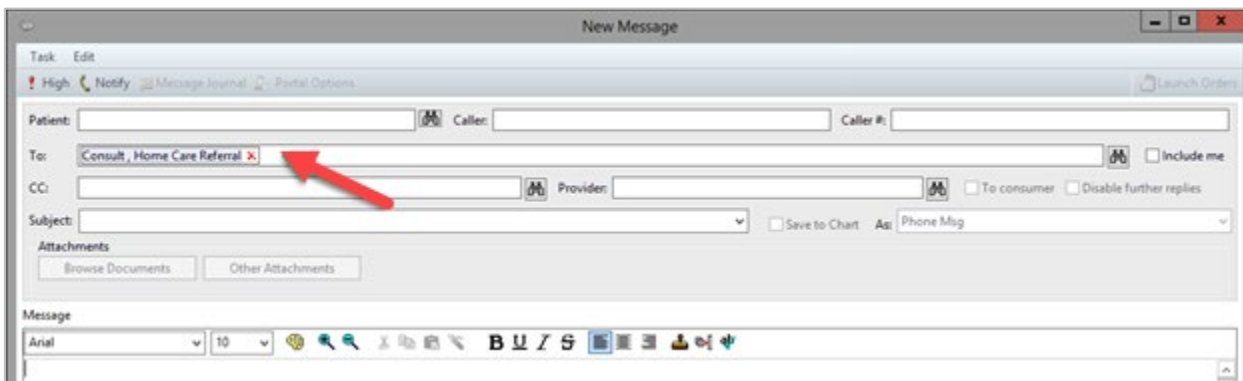 New Message
Task Edit
High Notify Message Journal Portal Options Launch Orders
Patient: Caller: Caller #:
To: Consult , Home Care Referral Include me
CC: Provider: To consumer Disable further replies
Subject: Save to Chart As: Phone Msg
Attachments
Browse Documents Other Attachments
Message
Arial 10 B U I S